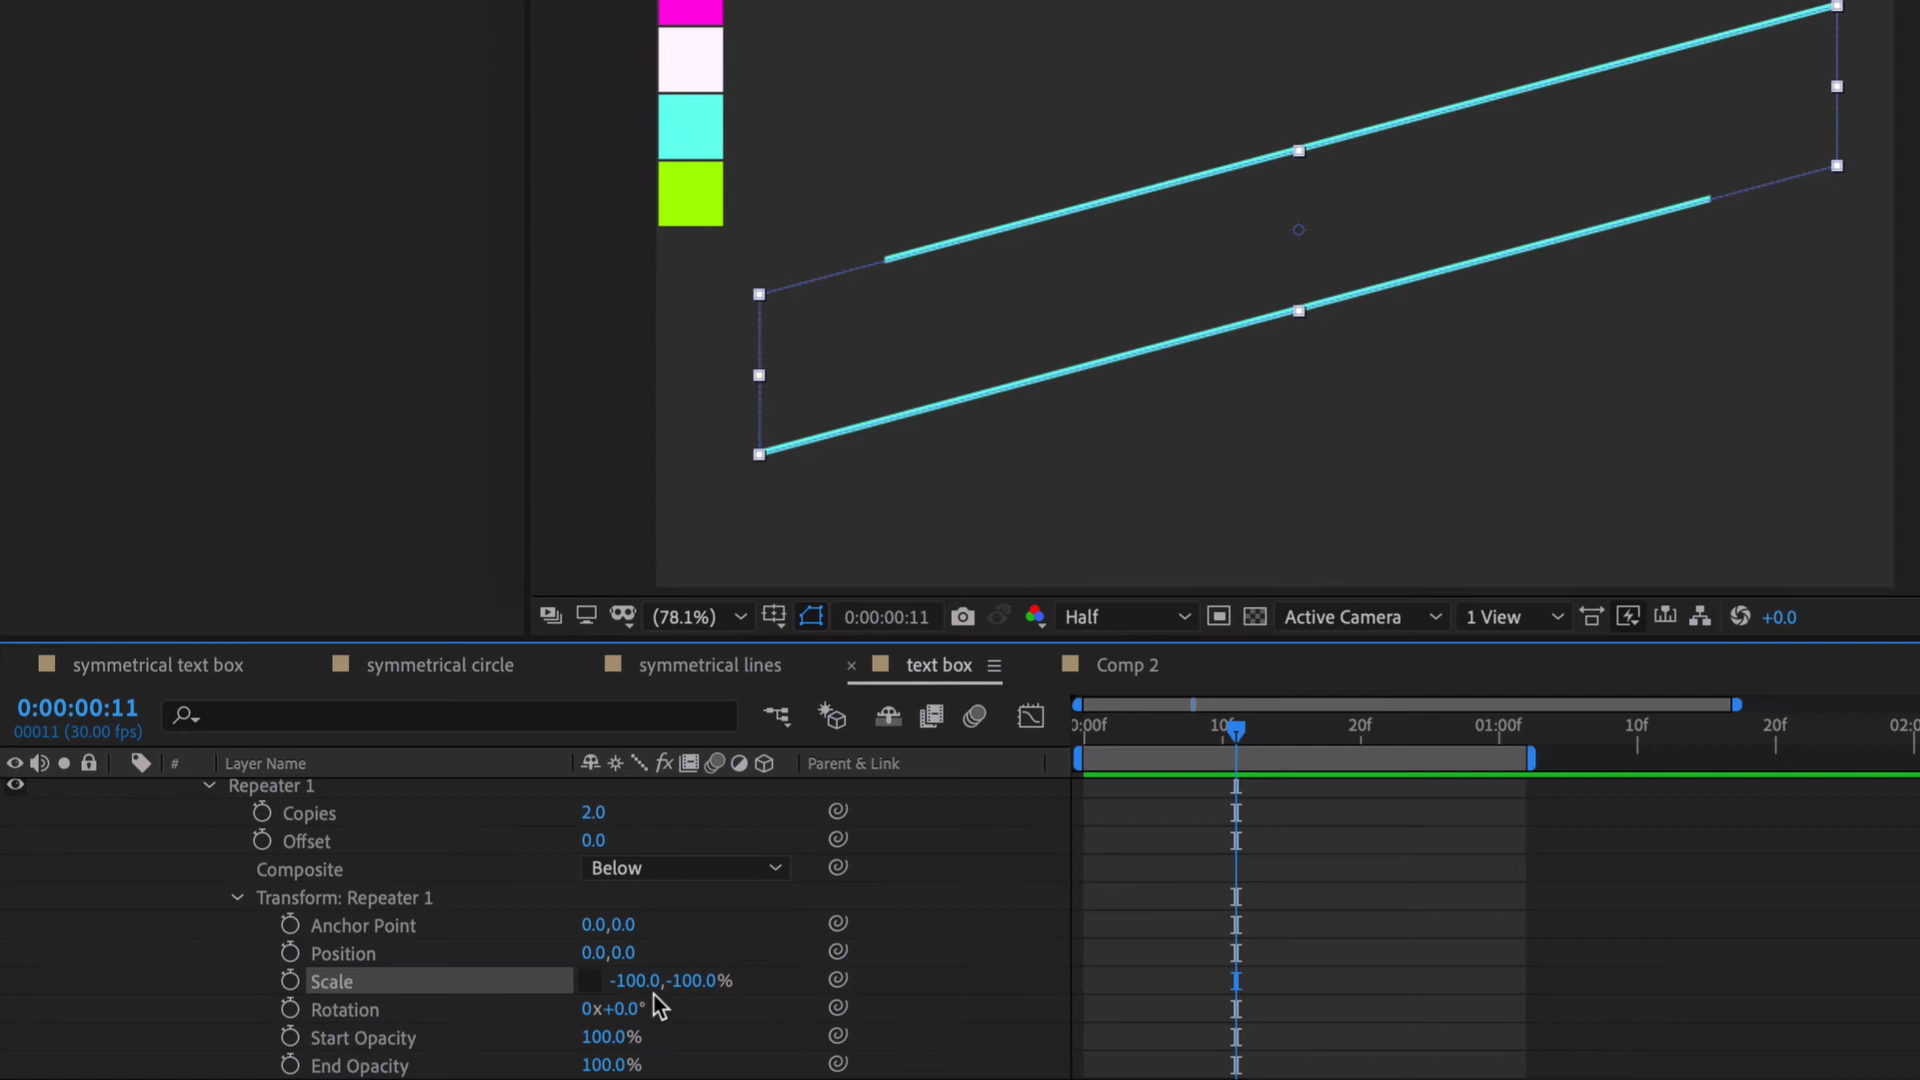 (78.1%) 0:00:00:11 Half Active Camera 1 View +0.0
symmetrical text box symmetrical circle symmetrical lines × text box Comp 2
0:00:00:11
00011 (30.00 fps)
0:00f 10f 20f 01:00f 10f 20f 02:0
# Layer Name fx Parent & Link
Repeater 1
Copies 2.0
Offset 0.0
Composite Below
Transform: Repeater 1
Anchor Point 0.0,0.0
Position 0.0,0.0
Scale -100.0,-100.0%
Rotation 0x+0.0°
Start Opacity 100.0%
End Opacity 100.0%